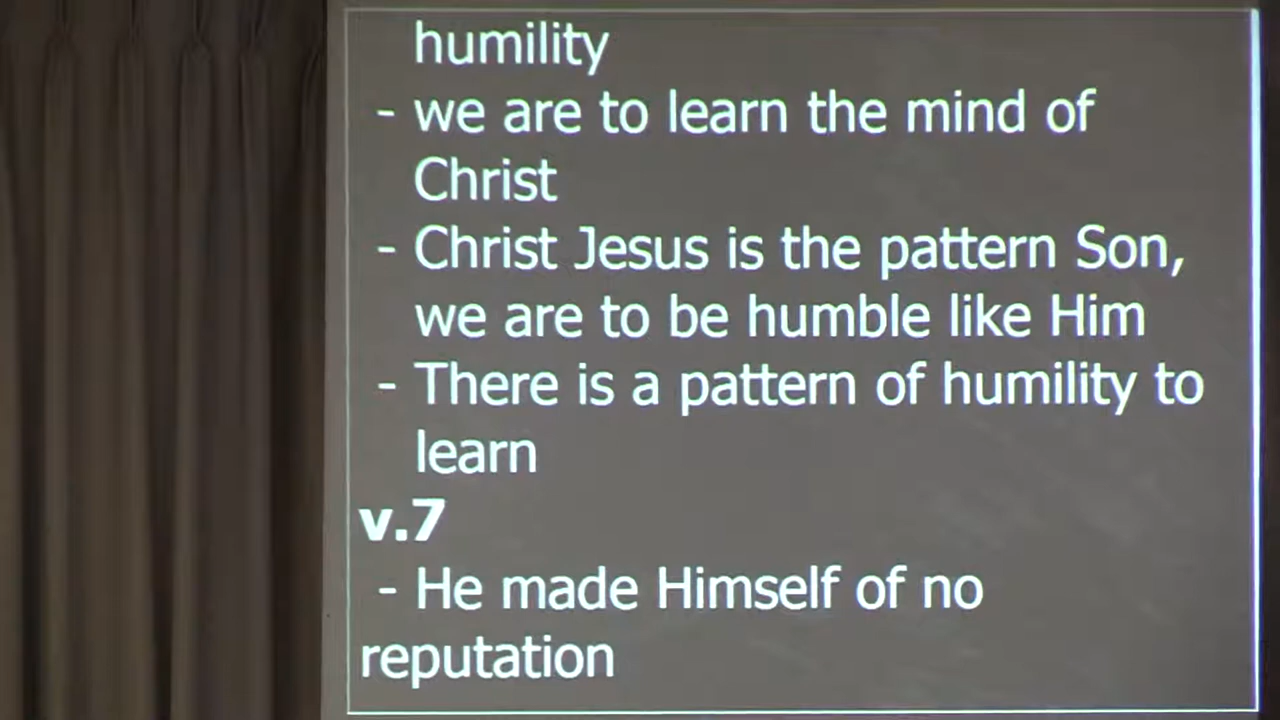 humility
- we are to learn the mind of
Christ
- Christ Jesus is the pattern Son,
we are to be humble like Him
- There is a pattern of humility to
learn
v.7
- He made Himself of no
reputation